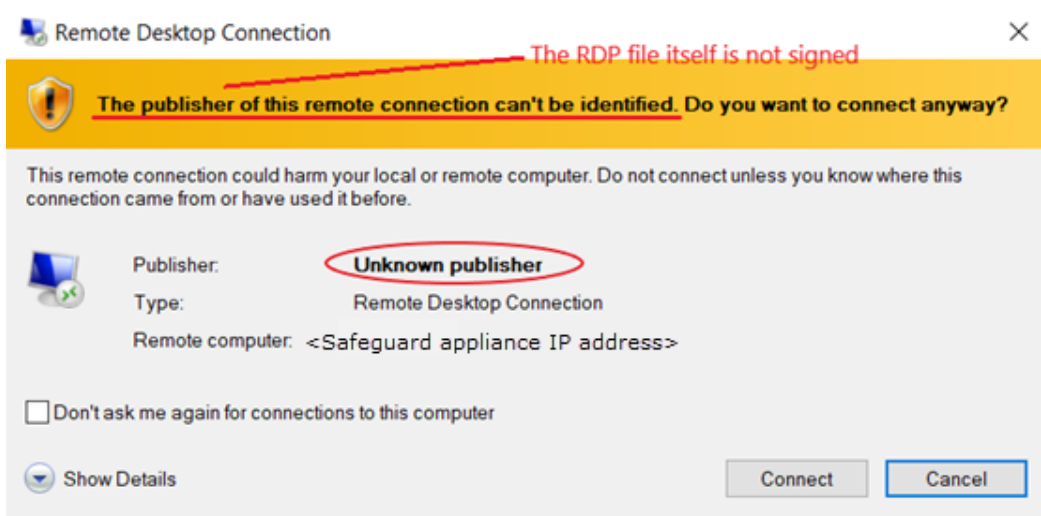 Remote Desktop Connection
The RDP file itself is not signed
The publisher of this remote connection can't be identified. Do you want to connect anyway?
This remote connection could harm your local or remote computer. Do not connect unless you know where this
connection came from or have used it before.
Publisher: Unknown publisher
Type: Remote Desktop Connection
Remote computer: <Safeguard appliance IP address>
Don't ask me again for connections to this computer
Show Details
Connect
Cancel